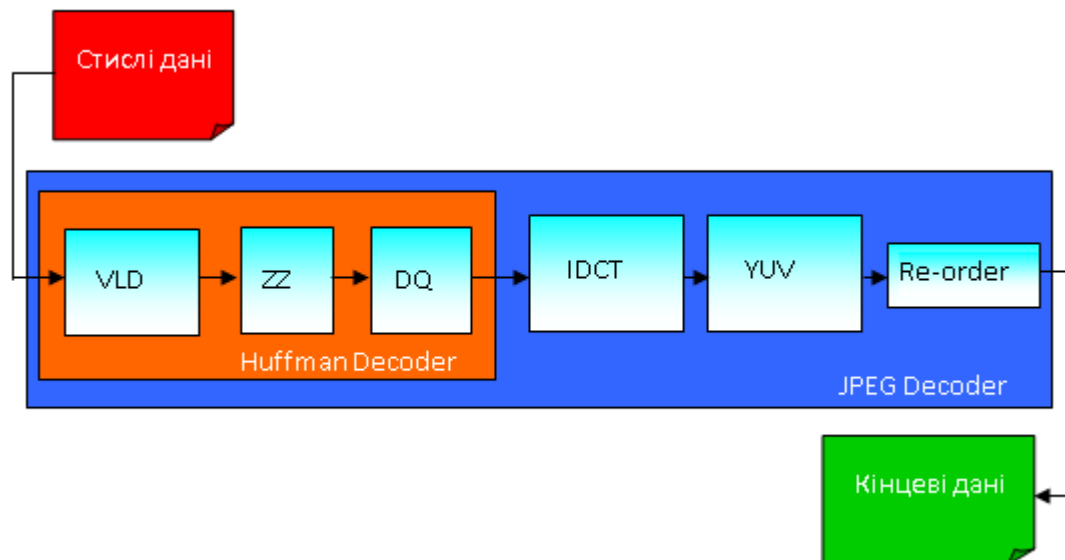 Стислі дані
VLD
ZZ
DQ
IDCT
YUV
Re-order
Huffman Decoder
JPEG Decoder
Кінцеві дані